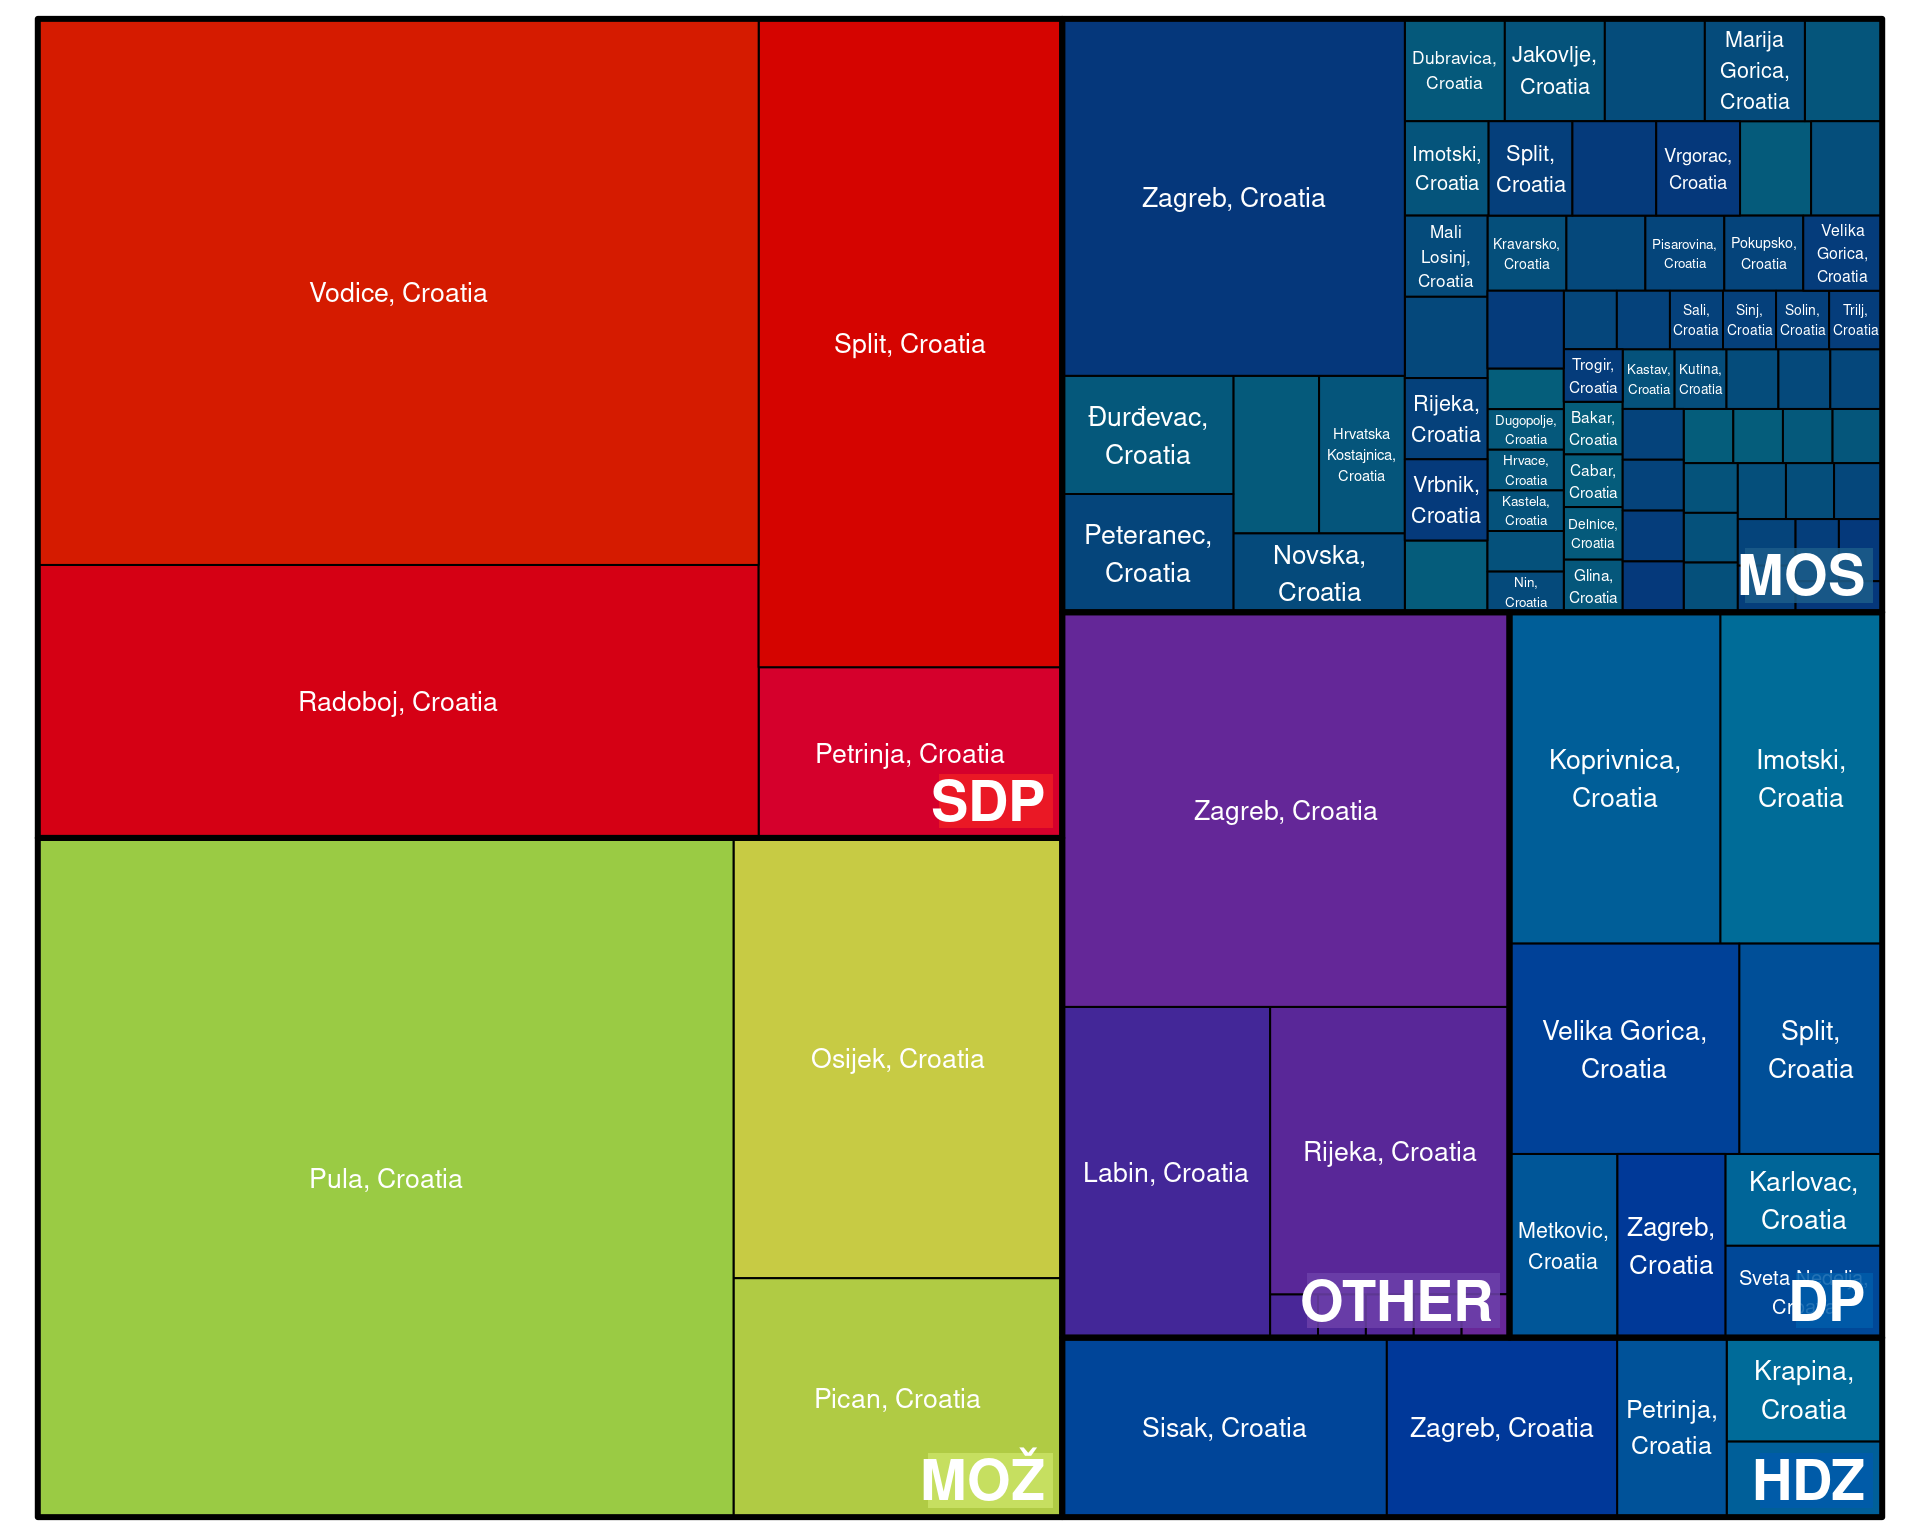 Vodice, Croatia
Split, Croatia
Radoboj, Croatia
Petrinja, Croatia
SDP
Pula, Croatia
Osijek, Croatia
Pican, Croatia
MOŽ
Zagreb, Croatia
Đurđevac,
Croatia
Peteranec,
Croatia
Hrvatska
Kostajnica,
Croatia
Novska,
Croatia
Dubravica,
Croatia
Jakovlje,
Croatia
Marija
Gorica,
Croatia
Imotski,
Croatia
Split,
Croatia
Vrgorac,
Croatia
Mali
Losinj,
Croatia
Kravarsko,
Croatia
Pisarovina,
Croatia
Pokupsko,
Croatia
Velika
Gorica,
Croatia
Sali,
Croatia
Sinj,
Croatia
Solin,
Croatia
Trilj,
Croatia
Rijeka,
Croatia
Vrbnik,
Croatia
Trogir,
Croatia
Kastav,
Croatia
Kutina,
Croatia
Dugopolje,
Croatia
Bakar,
Croatia
Hrvace,
Croatia
Cabar,
Croatia
Kastela,
Croatia
Delnice,
Croatia
Nin,
Croatia
Glina,
Croatia
MOS
Zagreb, Croatia
Labin, Croatia
Rijeka, Croatia
OTHER
Koprivnica,
Croatia
Imotski,
Croatia
Velika Gorica,
Croatia
Split,
Croatia
Metkovic,
Croatia
Zagreb,
Croatia
Karlovac,
Croatia
Sveta Nedelja,
Croatia
DP
Sisak, Croatia
Zagreb, Croatia
Petrinja,
Croatia
Krapina,
Croatia
HDZ